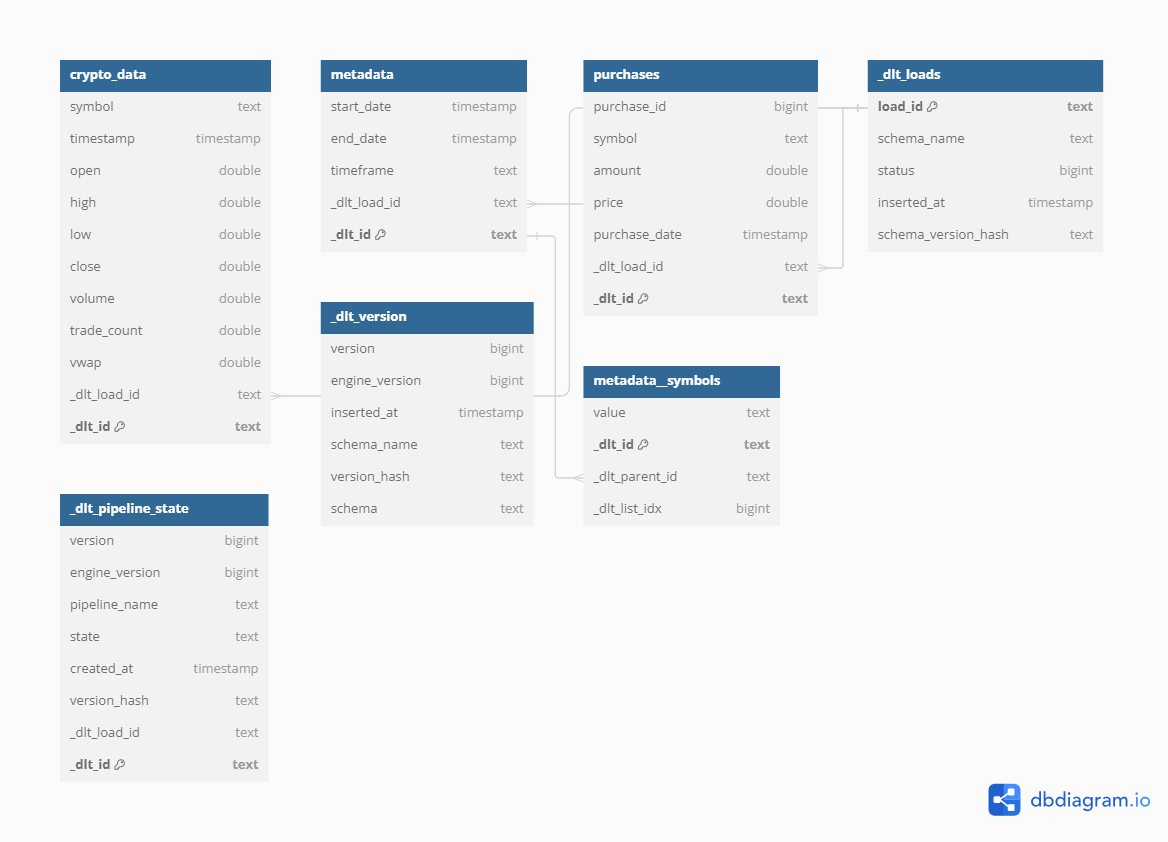 crypto_data
symbol text
timestamp timestamp
open double
high double
low double
close double
volume double
trade_count double
vwap double
_dlt_load_id text
_dlt_id text
metadata
start_date timestamp
end_date timestamp
timeframe text
_dlt_load_id text
_dlt_id text
purchases
purchase_id bigint
symbol text
amount double
price double
purchase_date timestamp
_dlt_load_id text
_dlt_id text
_dlt_loads
load_id text
schema_name text
status bigint
inserted_at timestamp
schema_version_hash text
_dlt_version
version bigint
engine_version bigint
inserted_at timestamp
schema_name text
version_hash text
schema text
metadata__symbols
value text
_dlt_id text
_dlt_parent_id text
_dlt_list_idx bigint
_dlt_pipeline_state
version bigint
engine_version bigint
pipeline_name text
state text
created_at timestamp
version_hash text
_dlt_load_id text
_dlt_id text
dbdiagram.io